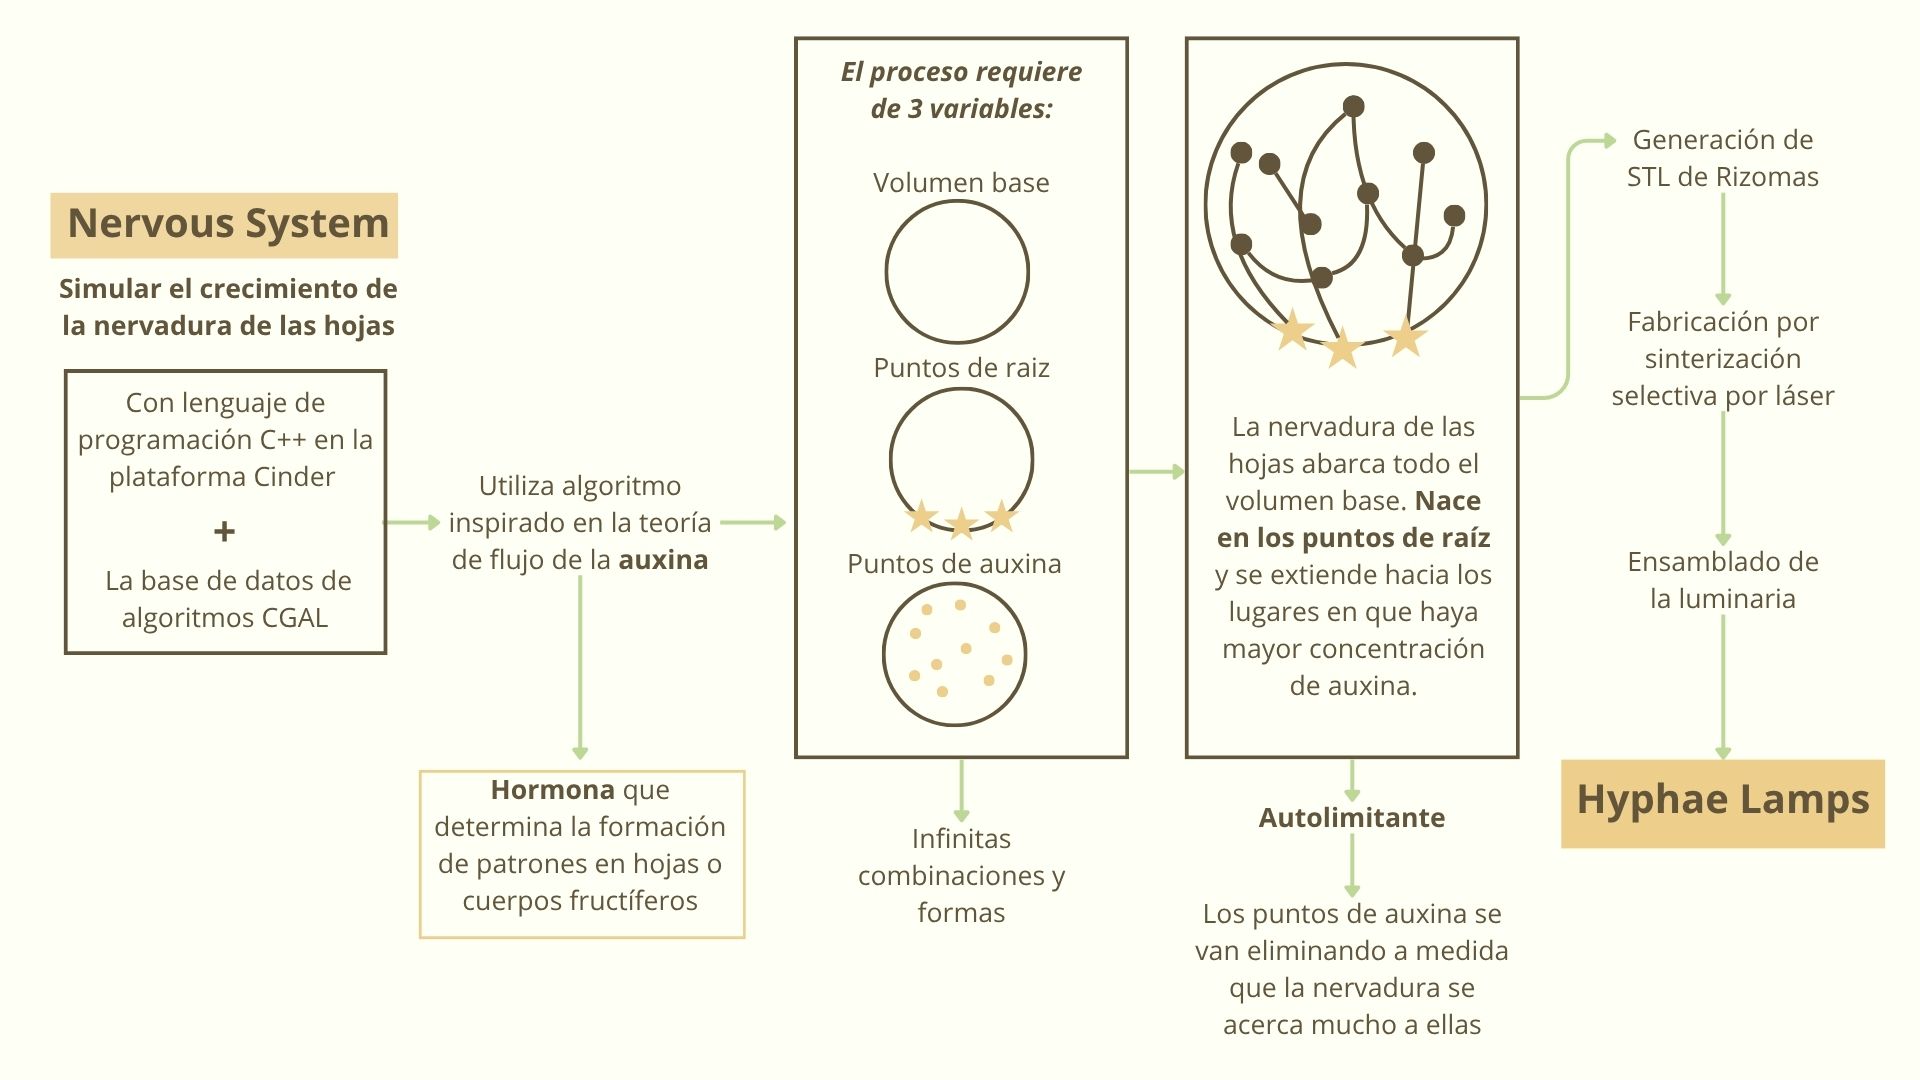 Nervous System
Simular el crecimiento de
la nervadura de las hojas
Con lenguaje de
programación C++ en la
plataforma Cinder
+
La base de datos de
algoritmos CGAL
Utiliza algoritmo
inspirado en la teoría
de flujo de la auxina
Hormona que
determina la formación
de patrones en hojas o
cuerpos fructíferos
El proceso requiere
de 3 variables:
Volumen base
Puntos de raiz
Puntos de auxina
Infinitas
combinaciones y
formas
La nervadura de las
hojas abarca todo el
volumen base. Nace
en los puntos de raíz
y se extiende hacia los
lugares en que haya
mayor concentración
de auxina.
Autolimitante
Los puntos de auxina se
van eliminando a medida
que la nervadura se
acerca mucho a ellas
Generación de
STL de Rizomas
Fabricación por
sinterización
selectiva por láser
Ensamblado de
la luminaria
Hyphae Lamps